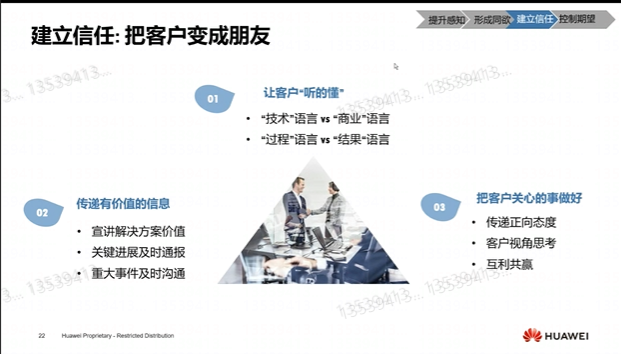 提升感知 形成同欲 建立信任 控制期望
建立信任: 把客户变成朋友
01
让客户“听的懂”
• “技术”语言 vs “商业”语言
• “过程”语言 vs “结果“语言
02
传递有价值的信息
• 宣讲解决方案价值
• 关键进展及时通报
• 重大事件及时沟通
03
把客户关心的事做好
• 传递正向态度
• 客户视角思考
• 互利共赢
13539413...
13539413...
13539413...
13539413...
22 Huawei Proprietary - Restricted Distribution
HUAWEI